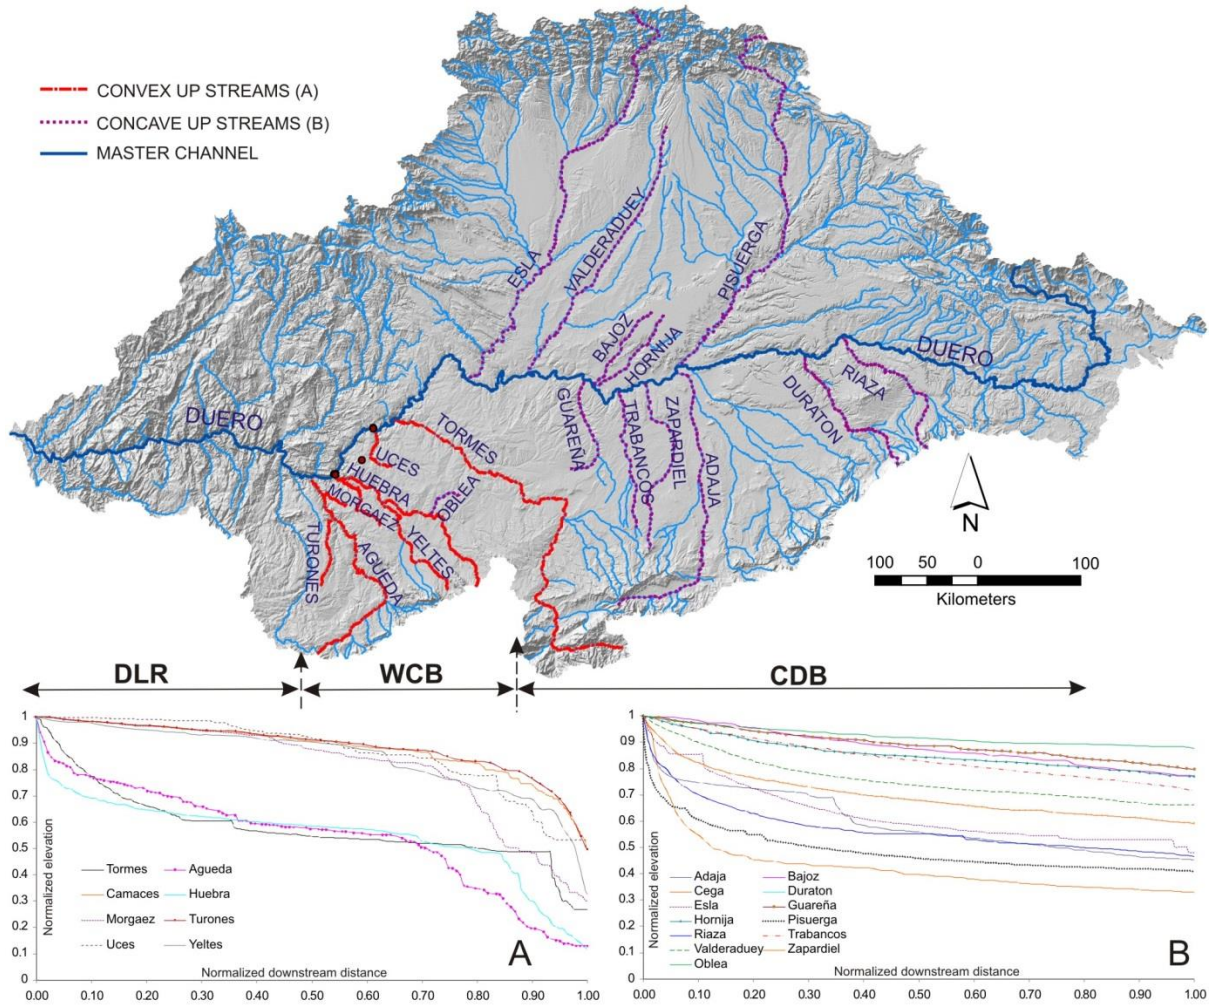 CONVEX UP STREAMS (A)
CONCAVE UP STREAMS (B)
MASTER CHANNEL
ESLA
VALDERADUEY
PISUERGA
BAJOZ
HORNIJA
DUERO
DUERO
RIAZA
DURATON
GUAREÑA
TRABANCOS
ZAPARDIEL
ADAJA
TORMES
UCES
HUEBRA
MORGAEZ
OBLEA
YELTES
AGUEDA
TURONES
N
100 50 0 100
Kilometers
DLR
WCB
CDB
1
0.9
0.8
0.7
0.6
0.5
0.4
0.3
0.2
0.1
0
Normalized elevation
Tormes
Camaces
Morgaez
Uces
Agueda
Huebra
Turones
Yeltes
A
Normalized downstream distance
0.00 0.10 0.20 0.30 0.40 0.50 0.60 0.70 0.80 0.90 1.00
1
0.9
0.8
0.7
0.6
0.5
0.4
0.3
0.2
0.1
0
Normalized elevation
Adaja
Cega
Esla
Hornija
Riaza
Valderaduey
Oblea
Bajoz
Duraton
Guareña
Pisuerga
Trabancos
Zapardiel
B
Normalized downstream distance
0.00 0.10 0.20 0.30 0.40 0.50 0.60 0.70 0.80 0.90 1.00